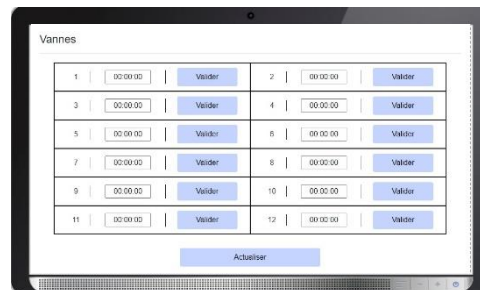 Vannes
1 00:00:00 Valider 2 00:00:00 Valider
3 00:00:00 Valider 4 00:00:00 Valider
5 00:00:00 Valider 6 00:00:00 Valider
7 00:00:00 Valider 8 00:00:00 Valider
9 00:00:00 Valider 10 00:00:00 Valider
11 00:00:00 Valider 12 00:00:00 Valider
Actualiser